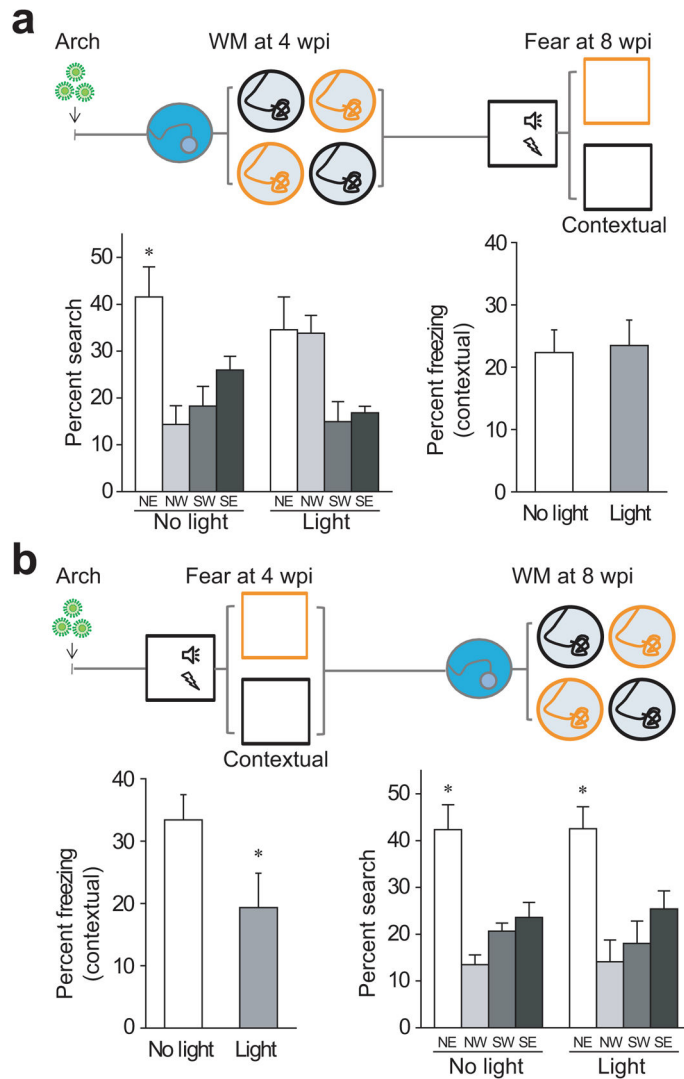 a
Arch
WM at 4 wpi
Fear at 8 wpi
Contextual
Percent search
50
40
30
20
10
0
*
NE NW SW SE
No light
NE NW SW SE
Light
Percent freezing
(contextual)
40
30
20
10
0
No light
Light
b
Arch
Fear at 4 wpi
WM at 8 wpi
Contextual
Percent freezing
(contextual)
40
30
20
10
0
*
No light
Light
Percent search
50
40
30
20
10
0
*
*
NE NW SW SE
No light
NE NW SW SE
Light